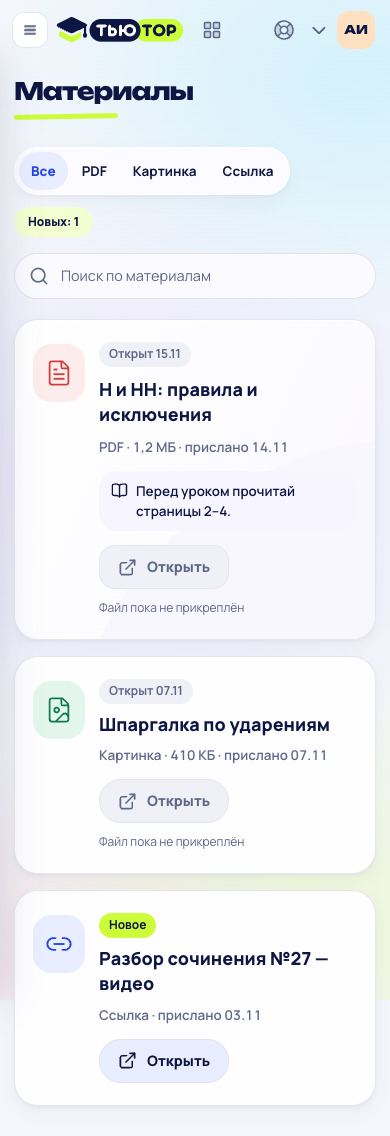 ТЬЮТОР
АИ
Материалы
Все PDF Картинка Ссылка
Новых: 1
Поиск по материалам
Открыт 15.11
Н и НН: правила и
исключения
PDF · 1,2 МБ · прислано 14.11
Перед уроком прочитай
страницы 2–4.
Открыть
Файл пока не прикреплён
Открыт 07.11
Шпаргалка по ударениям
Картинка · 410 КБ · прислано 07.11
Открыть
Файл пока не прикреплён
Новое
Разбор сочинения №27 —
видео
Ссылка · прислано 03.11
Открыть